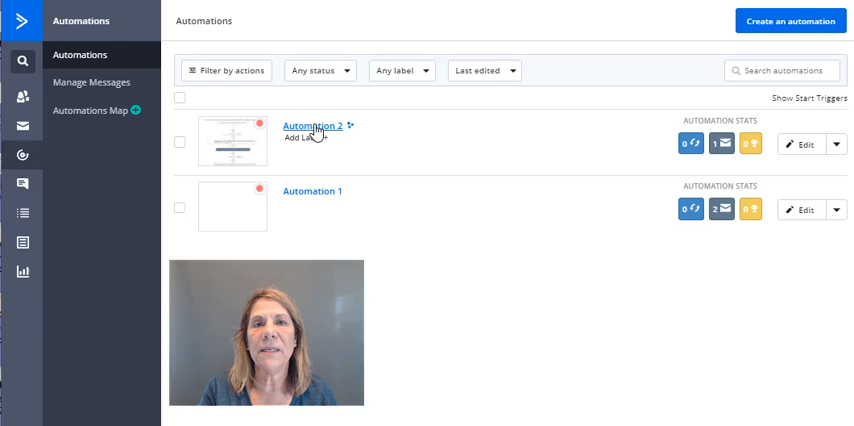 Automations
Automations
Create an automation
Automations
Manage Messages
Automations Map
Filter by actions
Any status
Any label
Last edited
Search automations
Show Start Triggers
Automation 2
AUTOMATION STATS
0
1
0
Edit
Automation 1
AUTOMATION STATS
0
2
0
Edit